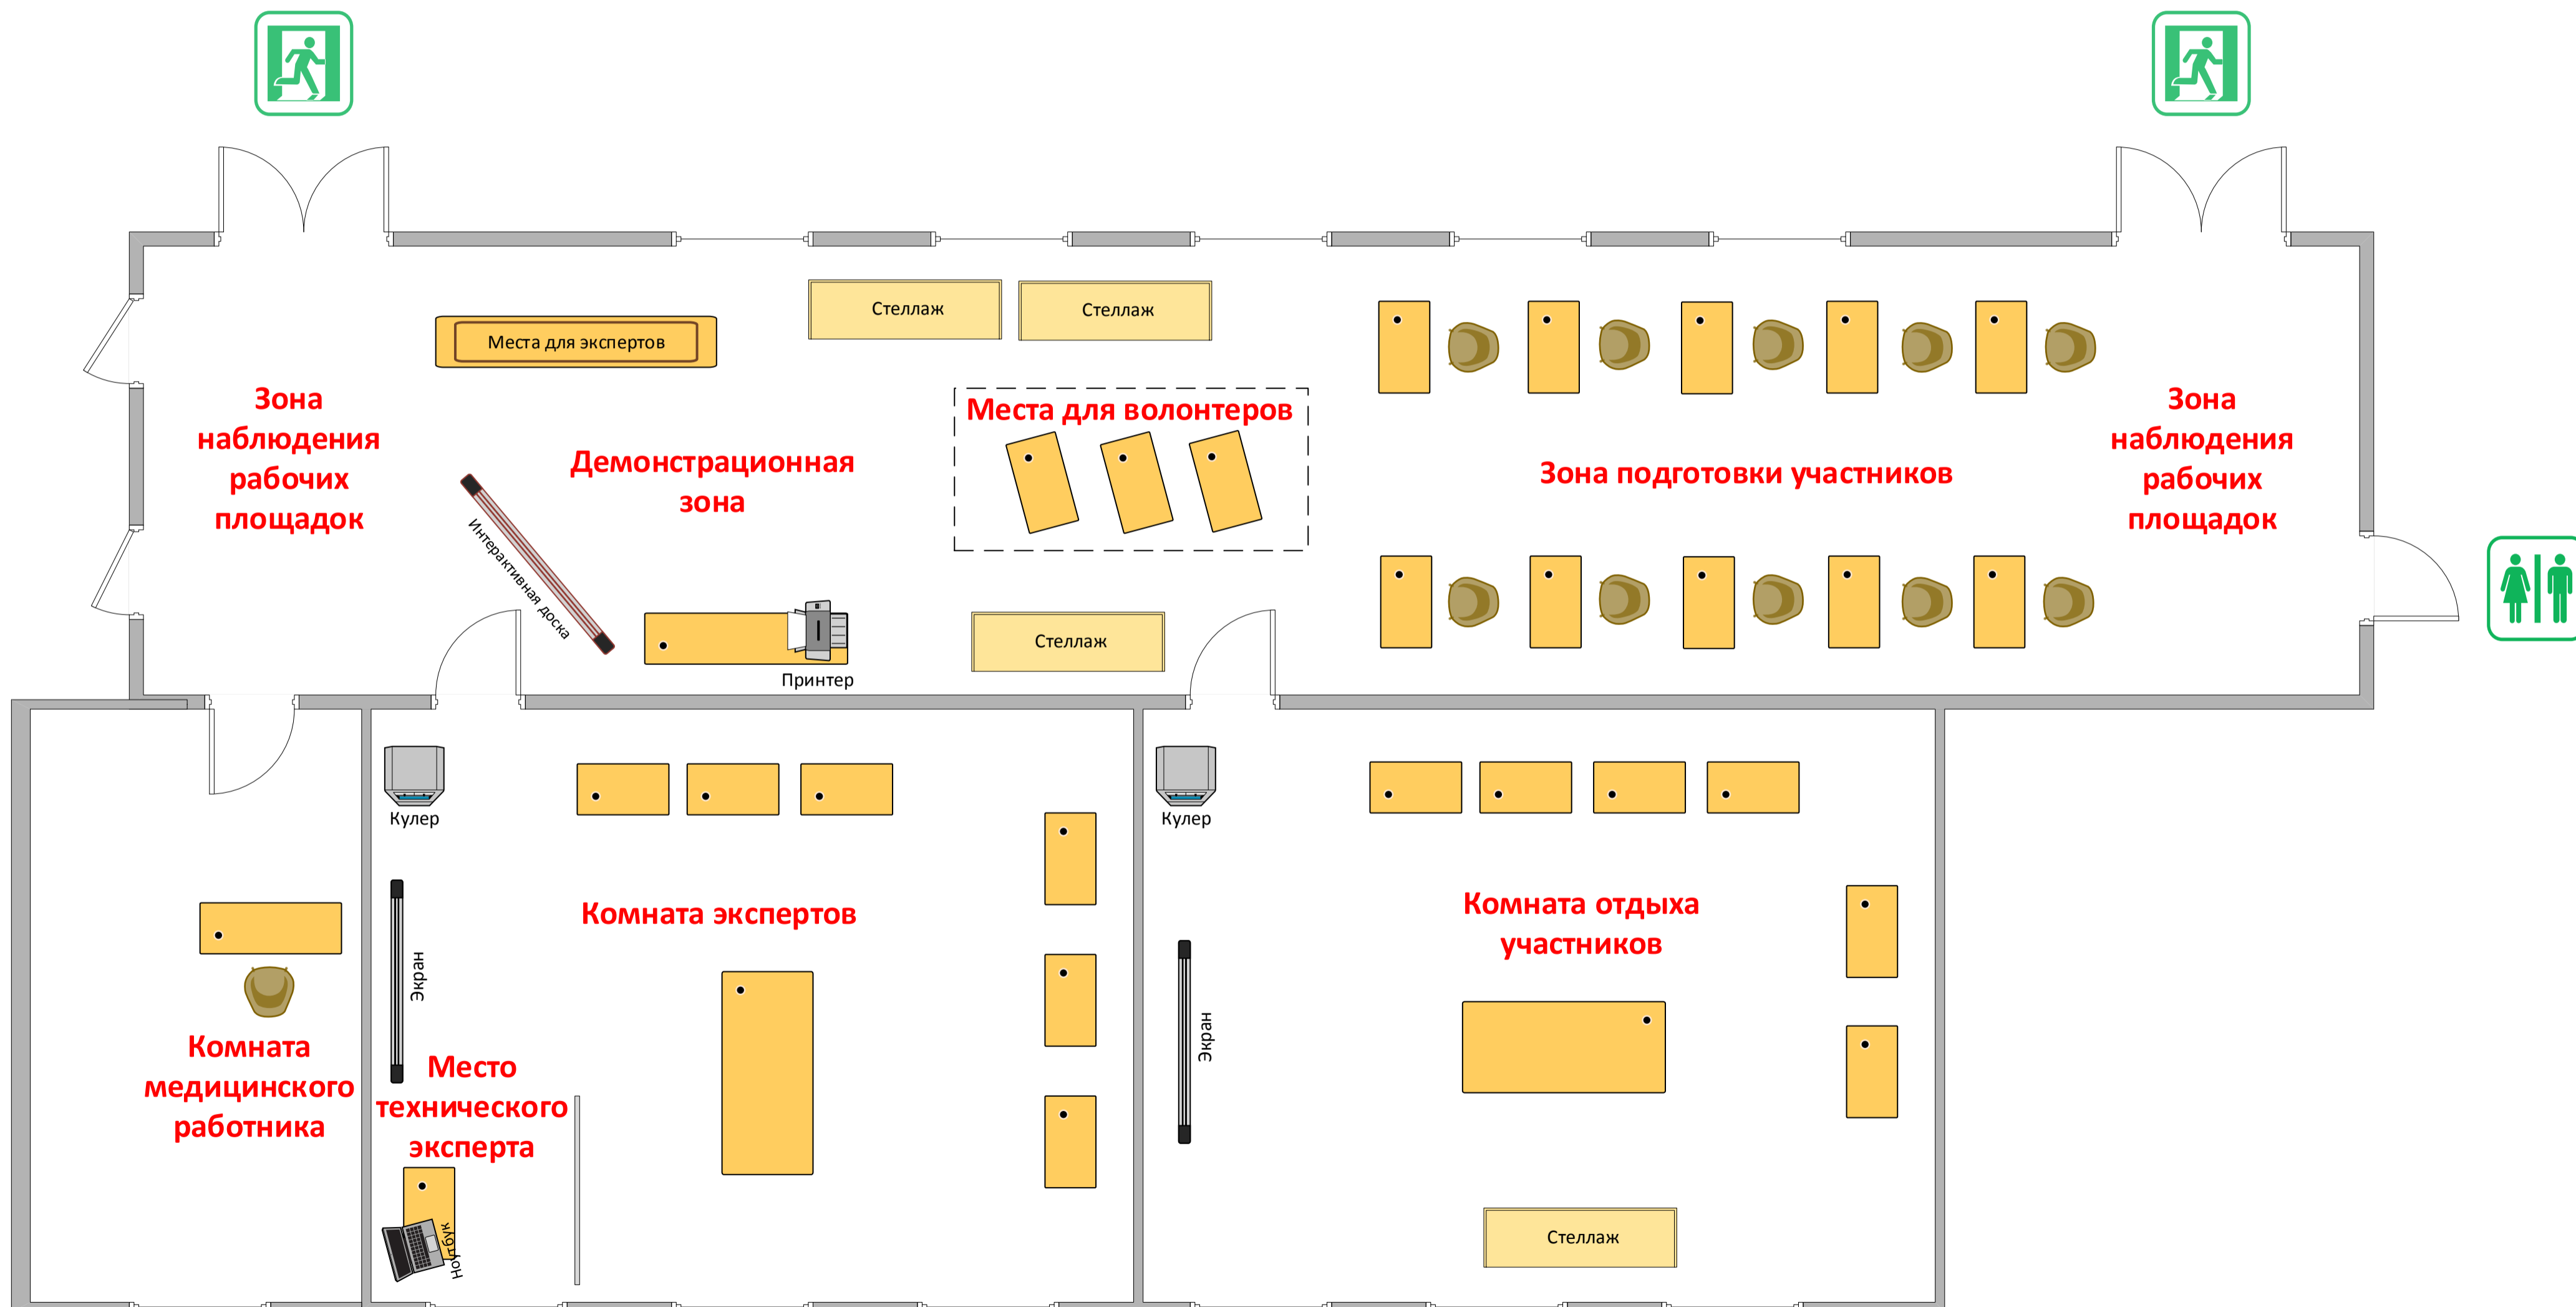 Стеллаж
Стеллаж
Места для экспертов
Зона
наблюдения
рабочих
площадок
Демонстрационная
зона
Места для волонтеров
Зона подготовки участников
Зона
наблюдения
рабочих
площадок
Интерактивная доска
Принтер
Стеллаж
Кулер
Кулер
Комната экспертов
Комната отдыха
участников
Экран
Экран
Комната
медицинского
работника
Место
технического
эксперта
Ноутбук
Стеллаж